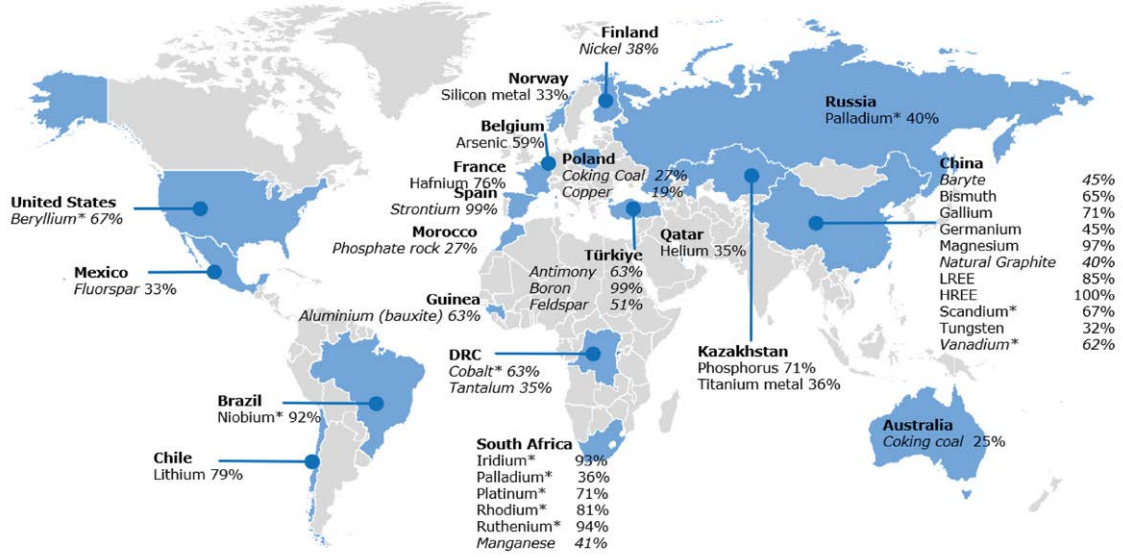 Finland
Nickel 38%
Norway
Silicon metal 33%
Russia
Palladium* 40%
Belgium
Arsenic 59%
France
Hafnium 76%
Poland
Coking Coal 27%
Copper 19%
Spain
Strontium 99%
China
Baryte 45%
Bismuth 65%
Gallium 71%
Germanium 45%
Magnesium 97%
Natural Graphite 40%
LREE 85%
HREE 100%
Scandium* 67%
Tungsten 32%
Vanadium* 62%
United States
Beryllium* 67%
Morocco
Phosphate rock 27%
Qatar
Helium 35%
Türkiye
Antimony 63%
Boron 99%
Feldspar 51%
Mexico
Fluorspar 33%
Guinea
Aluminium (bauxite) 63%
DRC
Cobalt* 63%
Tantalum 35%
Kazakhstan
Phosphorus 71%
Titanium metal 36%
Brazil
Niobium* 92%
Australia
Coking coal 25%
Chile
Lithium 79%
South Africa
Iridium* 93%
Palladium* 36%
Platinum* 71%
Rhodium* 81%
Ruthenium* 94%
Manganese 41%